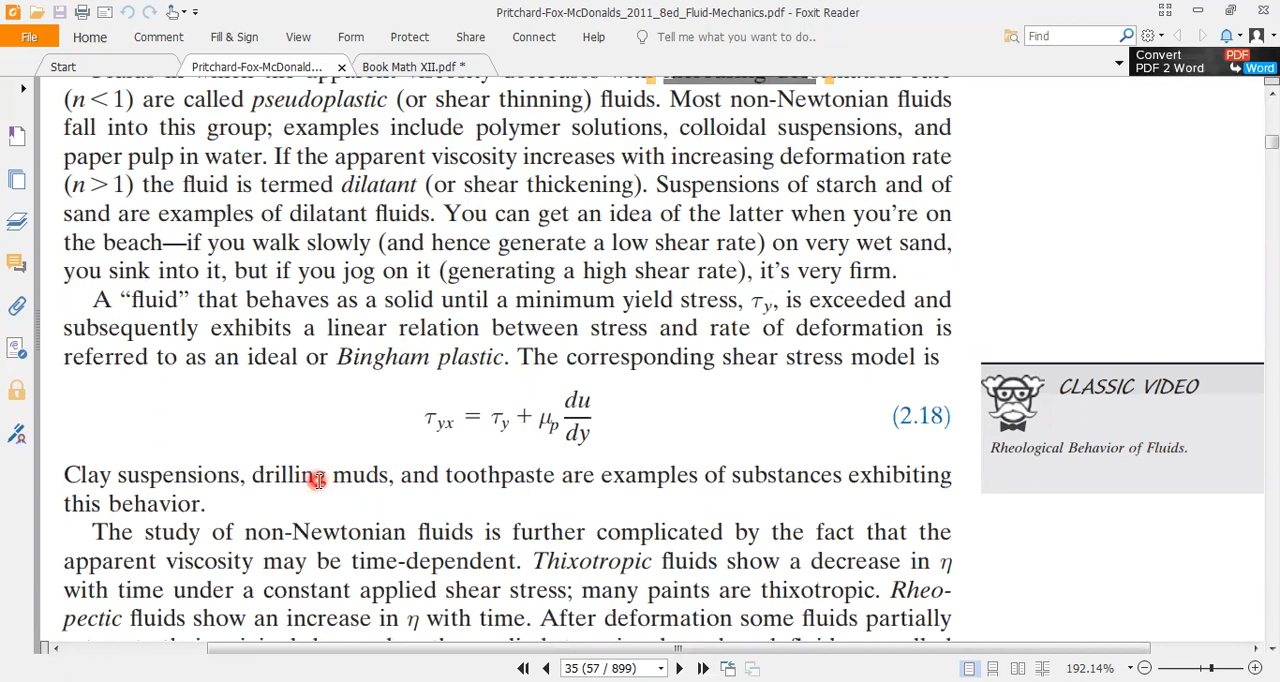 Pritchard-Fox-McDonalds_2011_8ed_Fluid-Mechanics.pdf - Foxit Reader
File Home Comment Fill & Sign View Form Protect Share Connect Help Tell me what you want to do.. Find
Start Pritchard-Fox-McDonald... Book Math XII.pdf *
Convert PDF
PDF 2 Word Word
(n < 1) are called pseudoplastic (or shear thinning) fluids. Most non-Newtonian fluids
fall into this group; examples include polymer solutions, colloidal suspensions, and
paper pulp in water. If the apparent viscosity increases with increasing deformation rate
(n > 1) the fluid is termed dilatant (or shear thickening). Suspensions of starch and of
sand are examples of dilatant fluids. You can get an idea of the latter when you're on
the beach—if you walk slowly (and hence generate a low shear rate) on very wet sand,
you sink into it, but if you jog on it (generating a high shear rate), it's very firm.
A “fluid” that behaves as a solid until a minimum yield stress, τy, is exceeded and
subsequently exhibits a linear relation between stress and rate of deformation is
referred to as an ideal or Bingham plastic. The corresponding shear stress model is
τyx = τy + μp du/dy (2.18)
CLASSIC VIDEO
Rheological Behavior of Fluids.
Clay suspensions, drilling muds, and toothpaste are examples of substances exhibiting
this behavior.
The study of non-Newtonian fluids is further complicated by the fact that the
apparent viscosity may be time-dependent. Thixotropic fluids show a decrease in η
with time under a constant applied shear stress; many paints are thixotropic. Rheo-
pectic fluids show an increase in η with time. After deformation some fluids partially
35 (57 / 899) 192.14%